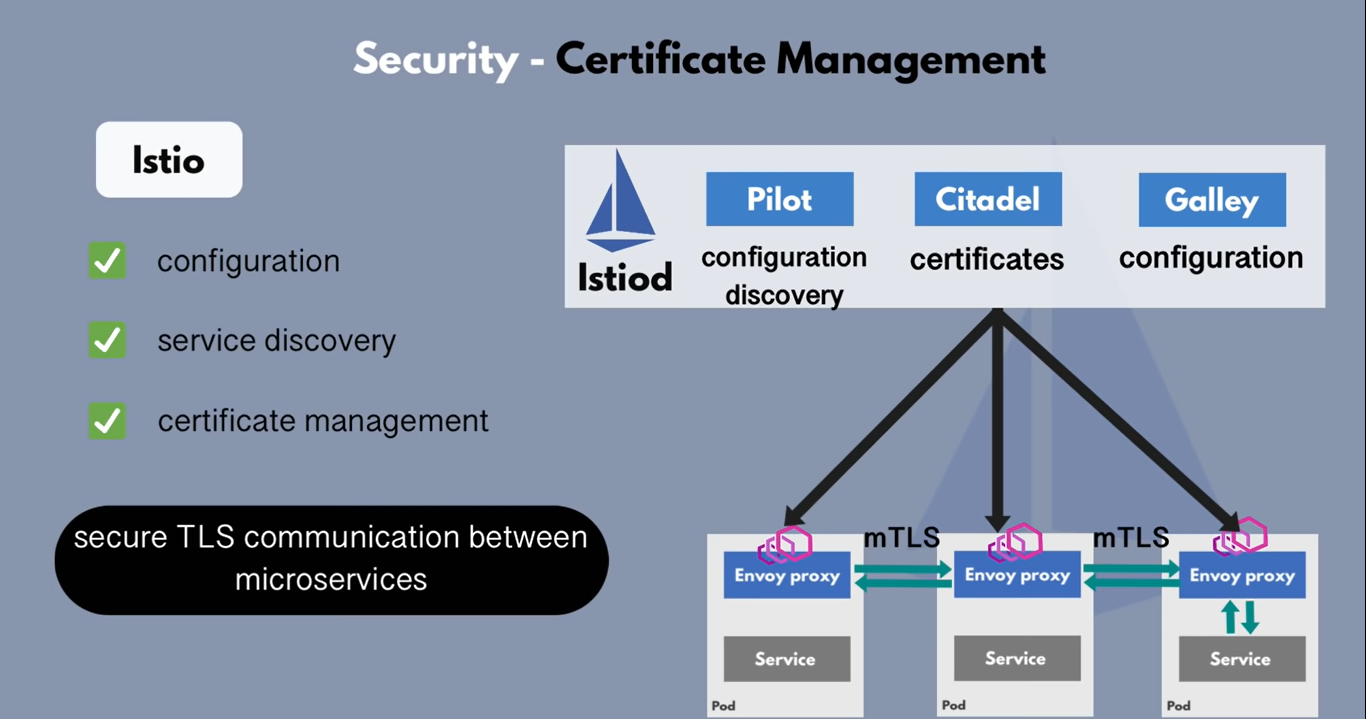 Security - Certificate Management
Istio
configuration
service discovery
certificate management
secure TLS communication between
microservices
Istiod
Pilot
configuration
discovery
Citadel
certificates
Galley
configuration
mTLS
mTLS
Envoy proxy
Envoy proxy
Envoy proxy
Service
Service
Service
Pod
Pod
Pod